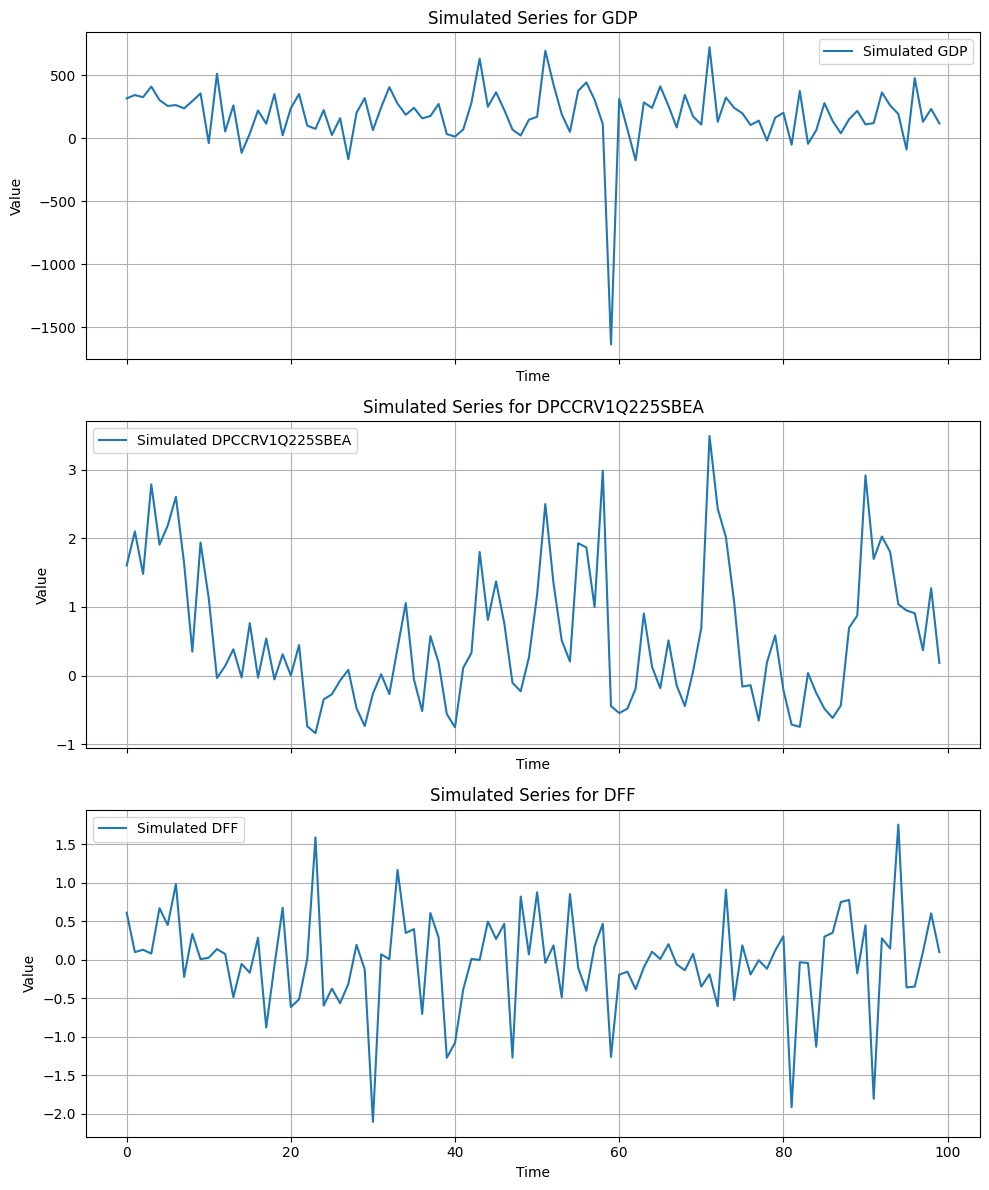 Simulated Series for GDP
Simulated GDP
500
0
−500
−1000
−1500
Value
Time
Simulated Series for DPCCRV1Q225SBEA
Simulated DPCCRV1Q225SBEA
3
2
1
0
−1
Value
Time
Simulated Series for DFF
Simulated DFF
1.5
1.0
0.5
0.0
−0.5
−1.0
−1.5
−2.0
Value
0 20 40 60 80 100
Time